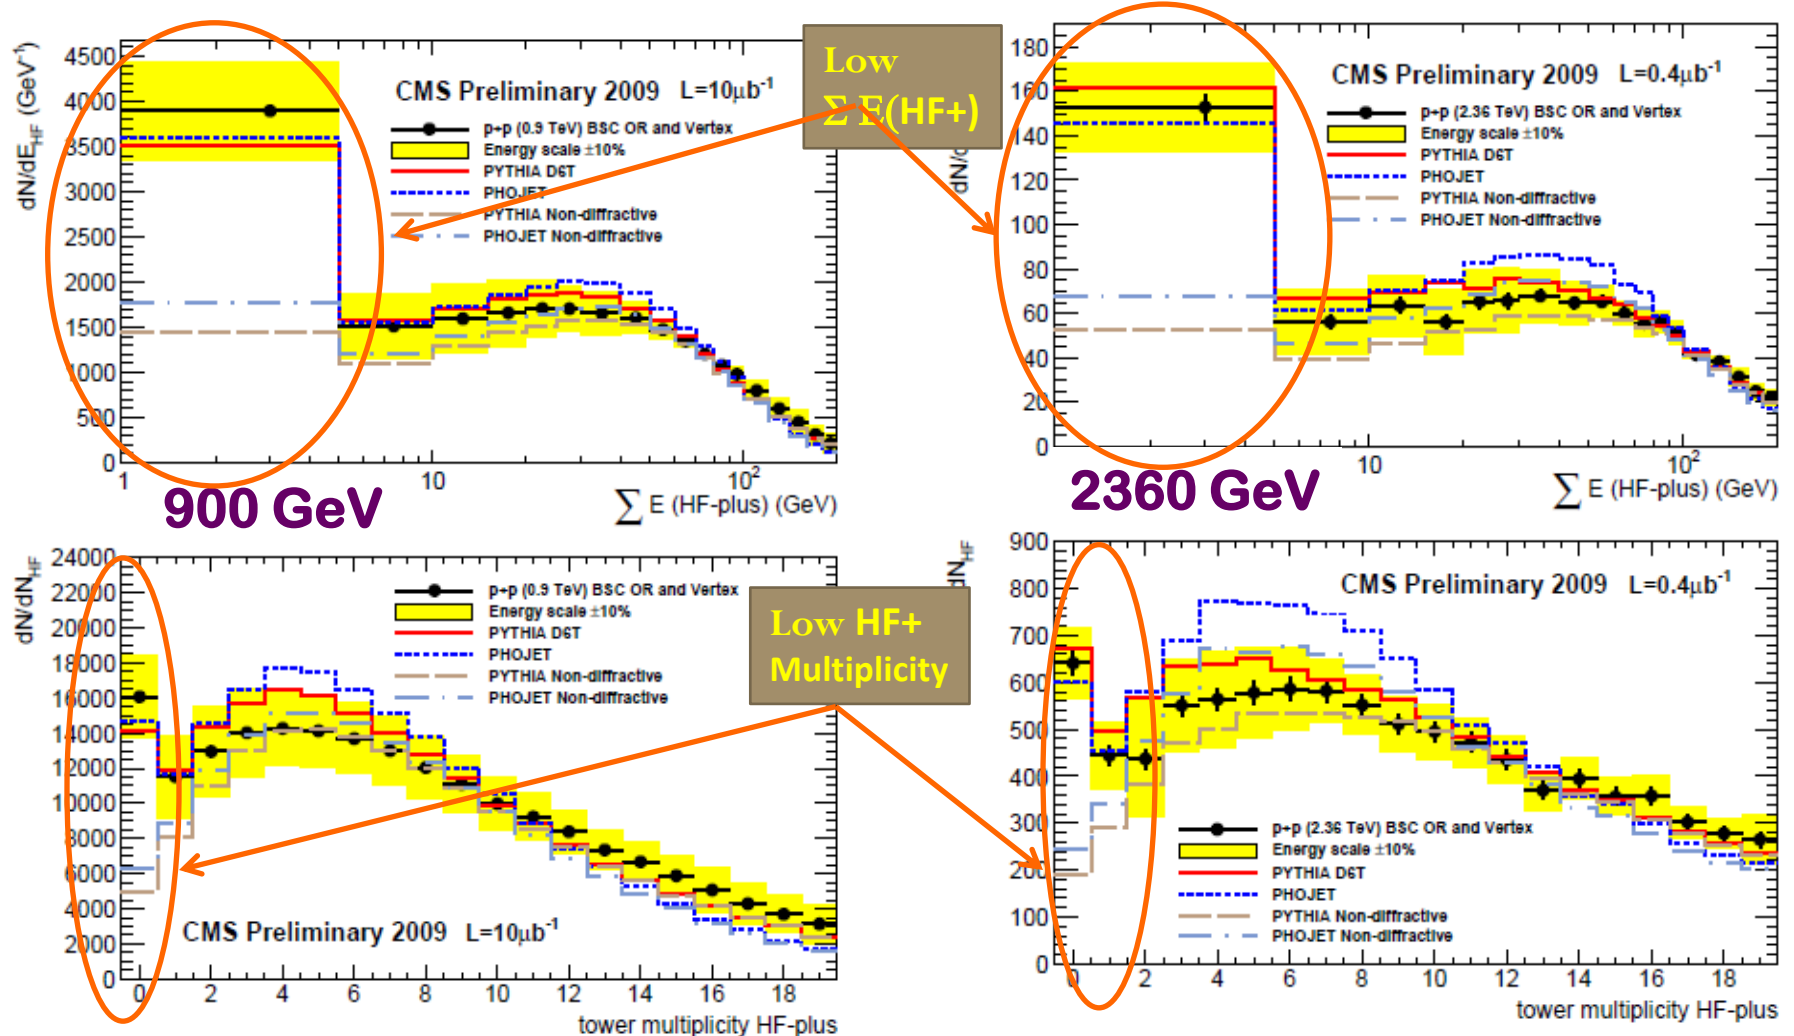 dN/dE_HF (GeV⁻¹)
4500
4000
3500
3000
2500
2000
1500
1000
500
0
CMS Preliminary 2009 L=10μb⁻¹
p+p (0.9 TeV) BSC OR and Vertex
Energy scale ±10%
PYTHIA D6T
PHOJET
PYTHIA Non-diffractive
PHOJET Non-diffractive
1 10 10²
∑ E (HF-plus) (GeV)
900 GeV
Low
Σ E(HF+)
dN/d
180
160
140
120
100
80
60
40
20
0
CMS Preliminary 2009 L=0.4μb⁻¹
p+p (2.36 TeV) BSC OR and Vertex
Energy scale ±10%
PYTHIA D6T
PHOJET
PYTHIA Non-diffractive
PHOJET Non-diffractive
10 10²
∑ E (HF-plus) (GeV)
2360 GeV
dN/dN_HF
24000
22000
20000
18000
16000
14000
12000
10000
8000
6000
4000
2000
0
p+p (0.9 TeV) BSC OR and Vertex
Energy scale ±10%
PYTHIA D6T
PHOJET
PYTHIA Non-diffractive
PHOJET Non-diffractive
CMS Preliminary 2009 L=10μb⁻¹
0 2 4 6 8 10 12 14 16 18
tower multiplicity HF-plus
Low HF+
Multiplicity
dN_HF
900
800
700
600
500
400
300
200
100
0
CMS Preliminary 2009 L=0.4μb⁻¹
p+p (2.36 TeV) BSC OR and Vertex
Energy scale ±10%
PYTHIA D6T
PHOJET
PYTHIA Non-diffractive
PHOJET Non-diffractive
0 2 4 6 8 10 12 14 16 18
tower multiplicity HF-plus